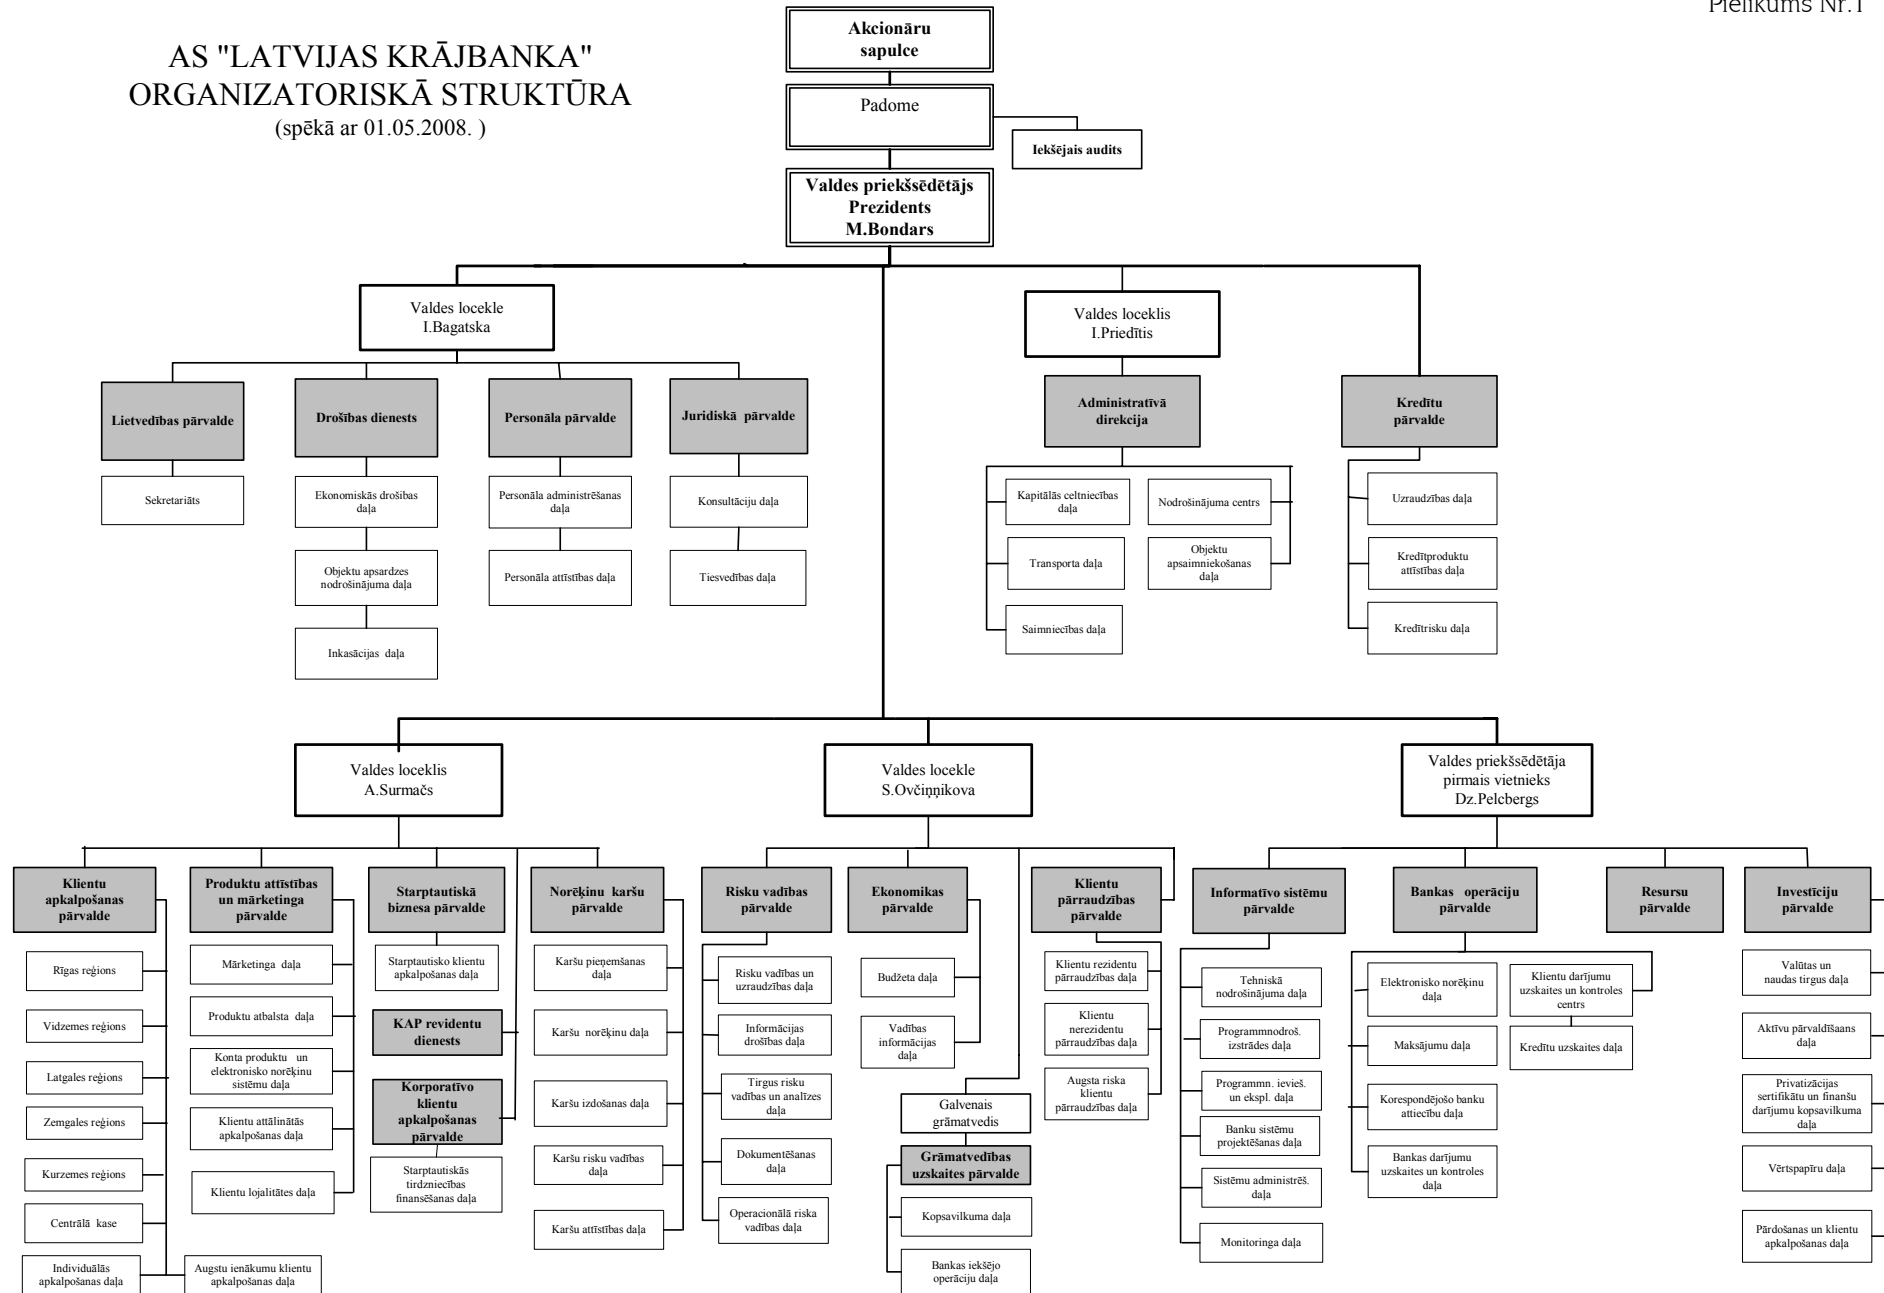 Pielikums Nr.1
AS "LATVIJAS KRĀJBANKA"
ORGANIZATORISKĀ STRUKTŪRA
(spēkā ar 01.05.2008. )
Akcionāru
sapulce
Padome
Iekšējais audits
Valdes priekšsēdētājs
Prezidents
M.Bondars
Valdes locekle
I.Bagatska
Valdes loceklis
I.Priedītis
Lietvedības pārvalde
Drošības dienests
Personāla pārvalde
Juridiskā pārvalde
Administratīvā
direkcija
Kredītu
pārvalde
Sekretariāts
Ekonomiskās drošibas
daļa
Objektu apsardzes
nodrošinājuma daļa
Inkasācijas daļa
Personāla administrēšanas
daļa
Personāla attīstības daļa
Konsultāciju daļa
Tiesvedības daļa
Kapitālās celtniecības
daļa
Transporta daļa
Saimniecības daļa
Nodrošinājuma centrs
Objektu
apsaimniekošanas
daļa
Uzraudzības daļa
Kredītproduktu
attīstības daļa
Kredītrisku daļa
Valdes loceklis
A.Surmačs
Valdes locekle
S.Ovčiņņikova
Valdes priekšsēdētāja
pirmais vietnieks
Dz.Pelcbergs
Klientu
apkalpošanas
pārvalde
Rīgas reģions
Vidzemes reģions
Latgales reģions
Zemgales reģions
Kurzemes reģions
Centrālā kase
Individuālās
apkalpošanas daļa
Augstu ienākumu klientu
apkalpošanas daļa
Produktu attīstības
un mārketinga
pārvalde
Mārketinga daļa
Produktu atbalsta daļa
Konta produktu un
elektronisko norēķinu
sistēmu daļa
Klientu attālinātās
apkalpošanas daļa
Klientu lojalitātes daļa
Starptautiskā
biznesa pārvalde
Starptautisko klientu
apkalpošanas daļa
KAP revidentu
dienests
Korporatīvo
klientu
apkalpošanas
pārvalde
Starptautiskās
tirdzniecības
finansēšanas daļa
Norēķinu karšu
pārvalde
Karšu pieņemšanas
daļa
Karšu norēķinu daļa
Karšu izdošanas daļa
Karšu risku vadības
daļa
Karšu attīstības daļa
Risku vadības
pārvalde
Risku vadības un
uzraudzības daļa
Informācijas
drošības daļa
Tirgus risku
vadības un analīzes
daļa
Dokumentēšanas
daļa
Operacionālā riska
vadības daļa
Ekonomikas
pārvalde
Budžeta daļa
Vadības
informācijas
daļa
Galvenais
grāmatvedis
Grāmatvedības
uzskaites pārvalde
Kopsavilkuma daļa
Bankas iekšējo
operāciju daļa
Klientu
pārraudzības
pārvalde
Klientu rezidentu
pārraudzības daļa
Klientu
nerezidentu
pārraudzības daļa
Augsta riska
klientu
pārraudzības daļa
Informatīvo sistēmu
pārvalde
Tehniskā
nodrošinājuma daļa
Programmnodroš.
izstrādes daļa
Programmn. ievieš.
un ekspl. daļa
Banku sistēmu
projektēšanas daļa
Sistēmu administrēš.
daļa
Monitoringa daļa
Bankas operāciju
pārvalde
Elektronisko norēķinu
daļa
Maksājumu daļa
Korespondējošo banku
attiecību daļa
Bankas darījumu
uzskaites un kontroles
daļa
Klientu darījumu
uzskaites un kontroles
centrs
Kredītu uzskaites daļa
Resursu
pārvalde
Investīciju
pārvalde
Valūtas un
naudas tirgus daļa
Aktīvu pārvaldīšaans
daļa
Privatizācijas
sertifikātu un finanšu
darījumu kopsavilkuma
daļa
Vērtspapīru daļa
Pārdošanas un klientu
apkalpošanas daļa